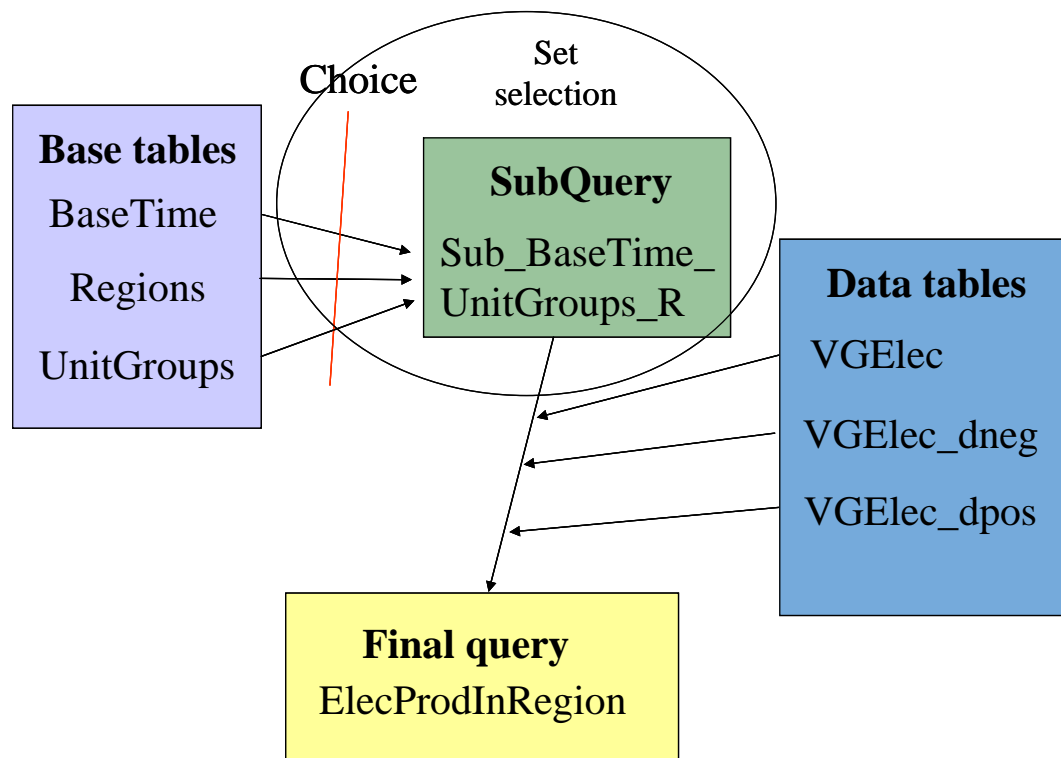 Set
selection
Choice
Base tables
BaseTime
Regions
UnitGroups
SubQuery
Sub_BaseTime_
UnitGroups_R
Data tables
VGElec
VGElec_dneg
VGElec_dpos
Final query
ElecProdInRegion